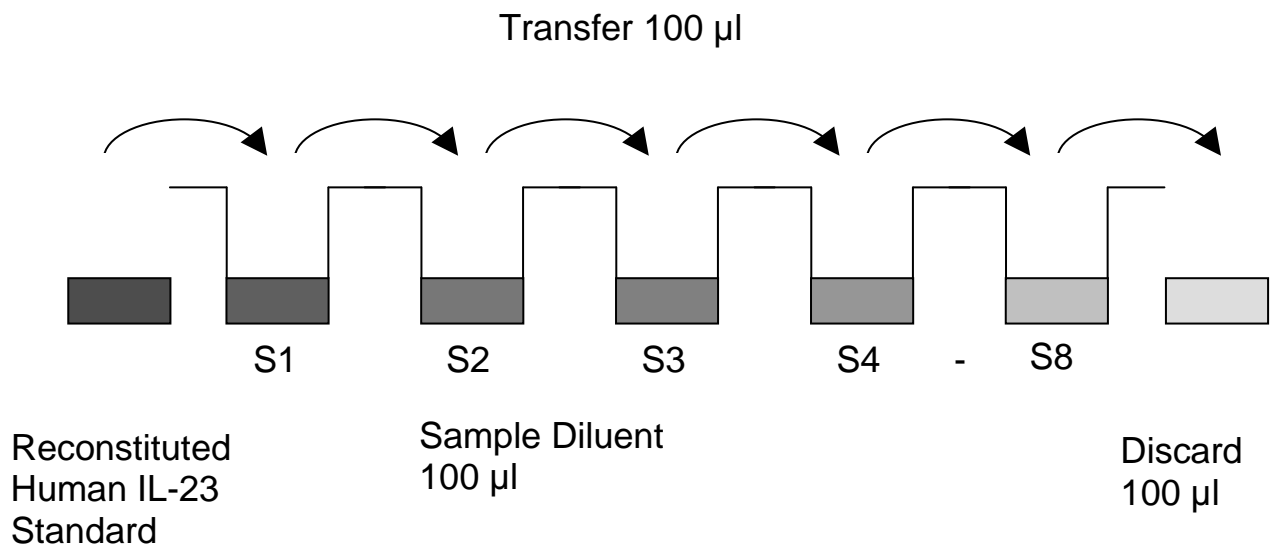 Transfer 100 µl
S1 S2 S3 S4 - S8
Reconstituted
Human IL-23
Standard
Sample Diluent
100 µl
Discard
100 µl